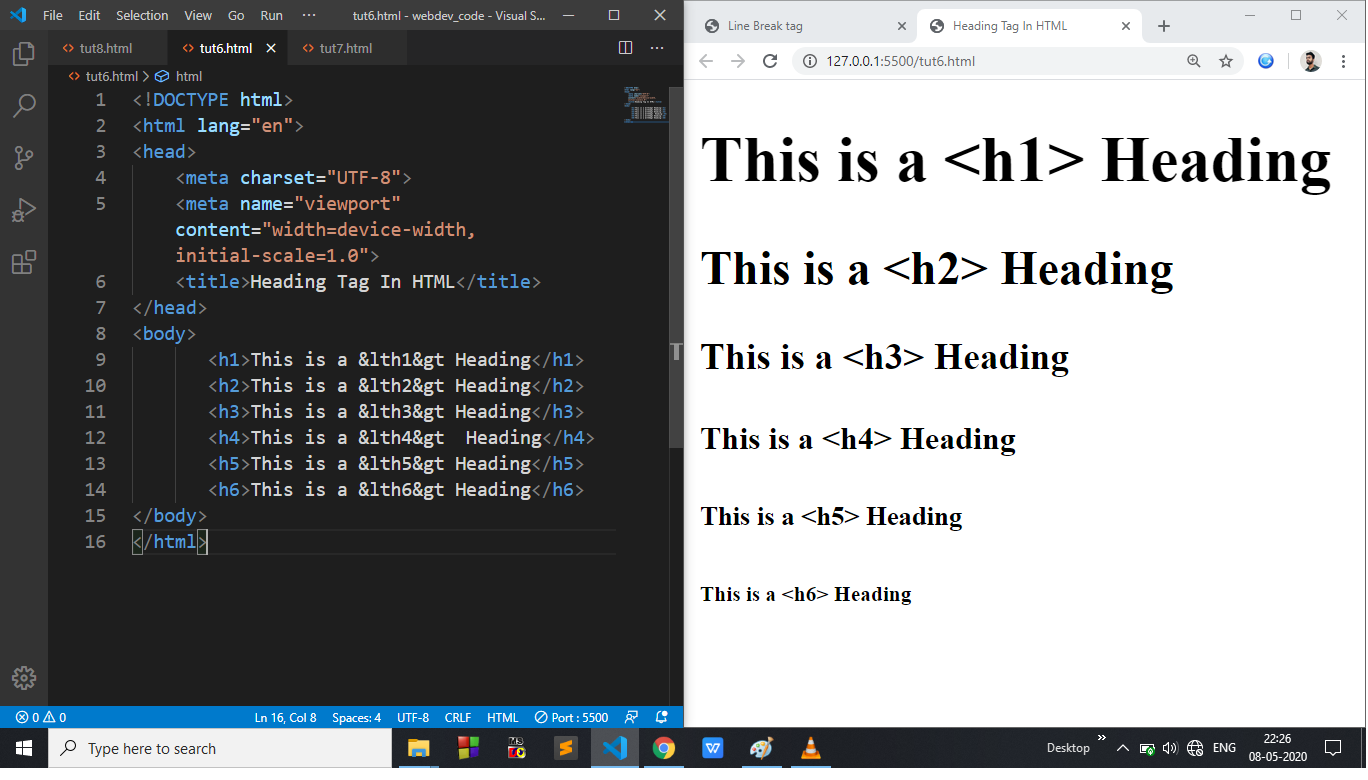 File Edit Selection View Go Run ··· tut6.html - webdev_code - Visual S...
tut8.html tut6.html tut7.html
tut6.html > html
1 <!DOCTYPE html>
2 <html lang="en">
3 <head>
4 <meta charset="UTF-8">
5 <meta name="viewport"
content="width=device-width,
initial-scale=1.0">
6 <title>Heading Tag In HTML</title>
7 </head>
8 <body>
9 <h1>This is a &lth1&gt Heading</h1>
10 <h2>This is a &lth2&gt Heading</h2>
11 <h3>This is a &lth3&gt Heading</h3>
12 <h4>This is a &lth4&gt  Heading</h4>
13 <h5>This is a &lth5&gt Heading</h5>
14 <h6>This is a &lth6&gt Heading</h6>
15 </body>
16 </html>
0 0 Ln 16, Col 8 Spaces: 4 UTF-8 CRLF HTML Port : 5500
Line Break tag Heading Tag In HTML
127.0.0.1:5500/tut6.html
This is a <h1> Heading
This is a <h2> Heading
This is a <h3> Heading
This is a <h4> Heading
This is a <h5> Heading
This is a <h6> Heading
Type here to search
Desktop ENG
22:26
08-05-2020